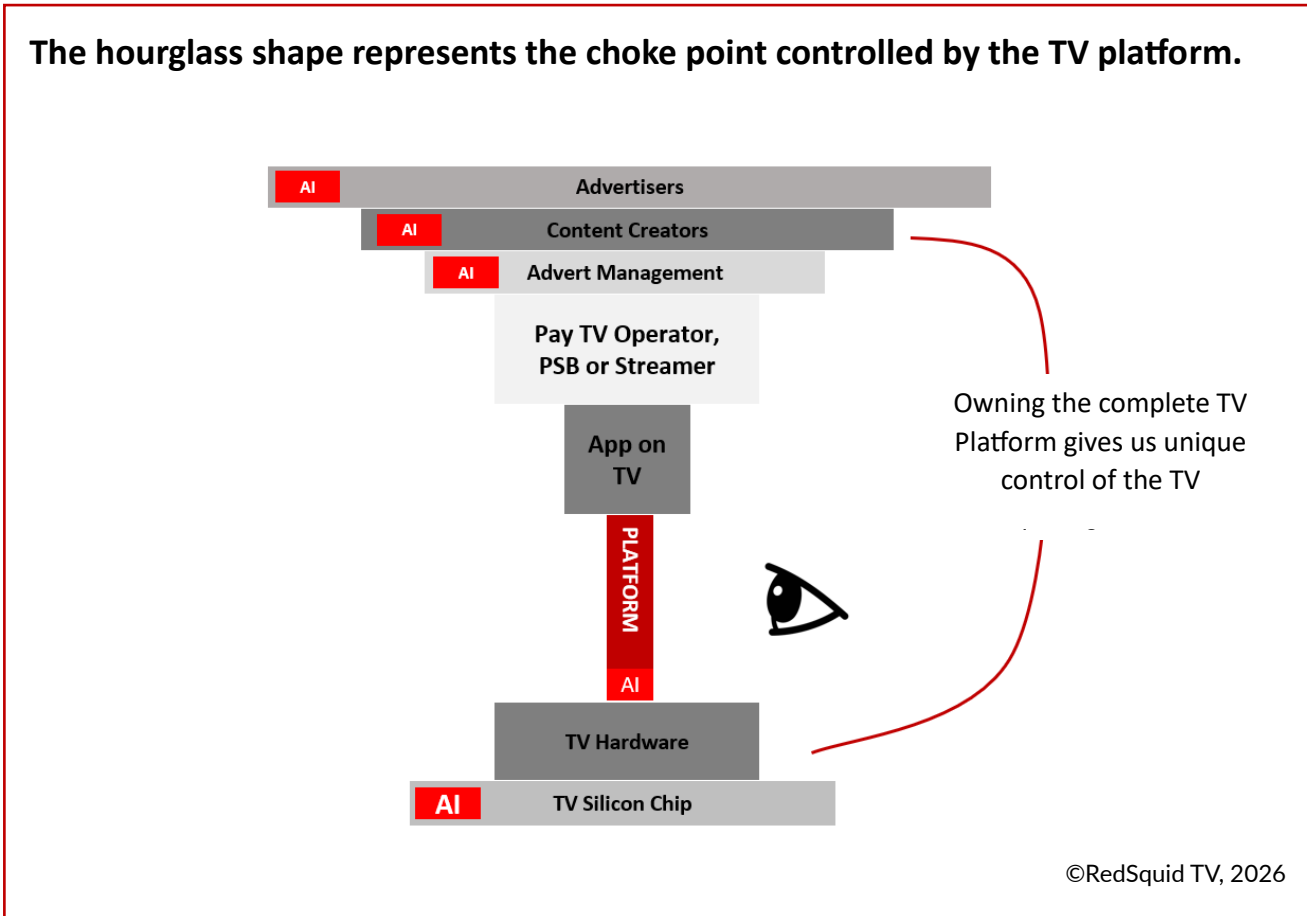 The hourglass shape represents the choke point controlled by the TV platform.
AI
Advertisers
AI
Content Creators
AI
Advert Management
Pay TV Operator,
PSB or Streamer
App on
TV
Owning the complete TV
Platform gives us unique
control of the TV
PLATFORM
AI
TV Hardware
AI
TV Silicon Chip
©RedSquid TV, 2026